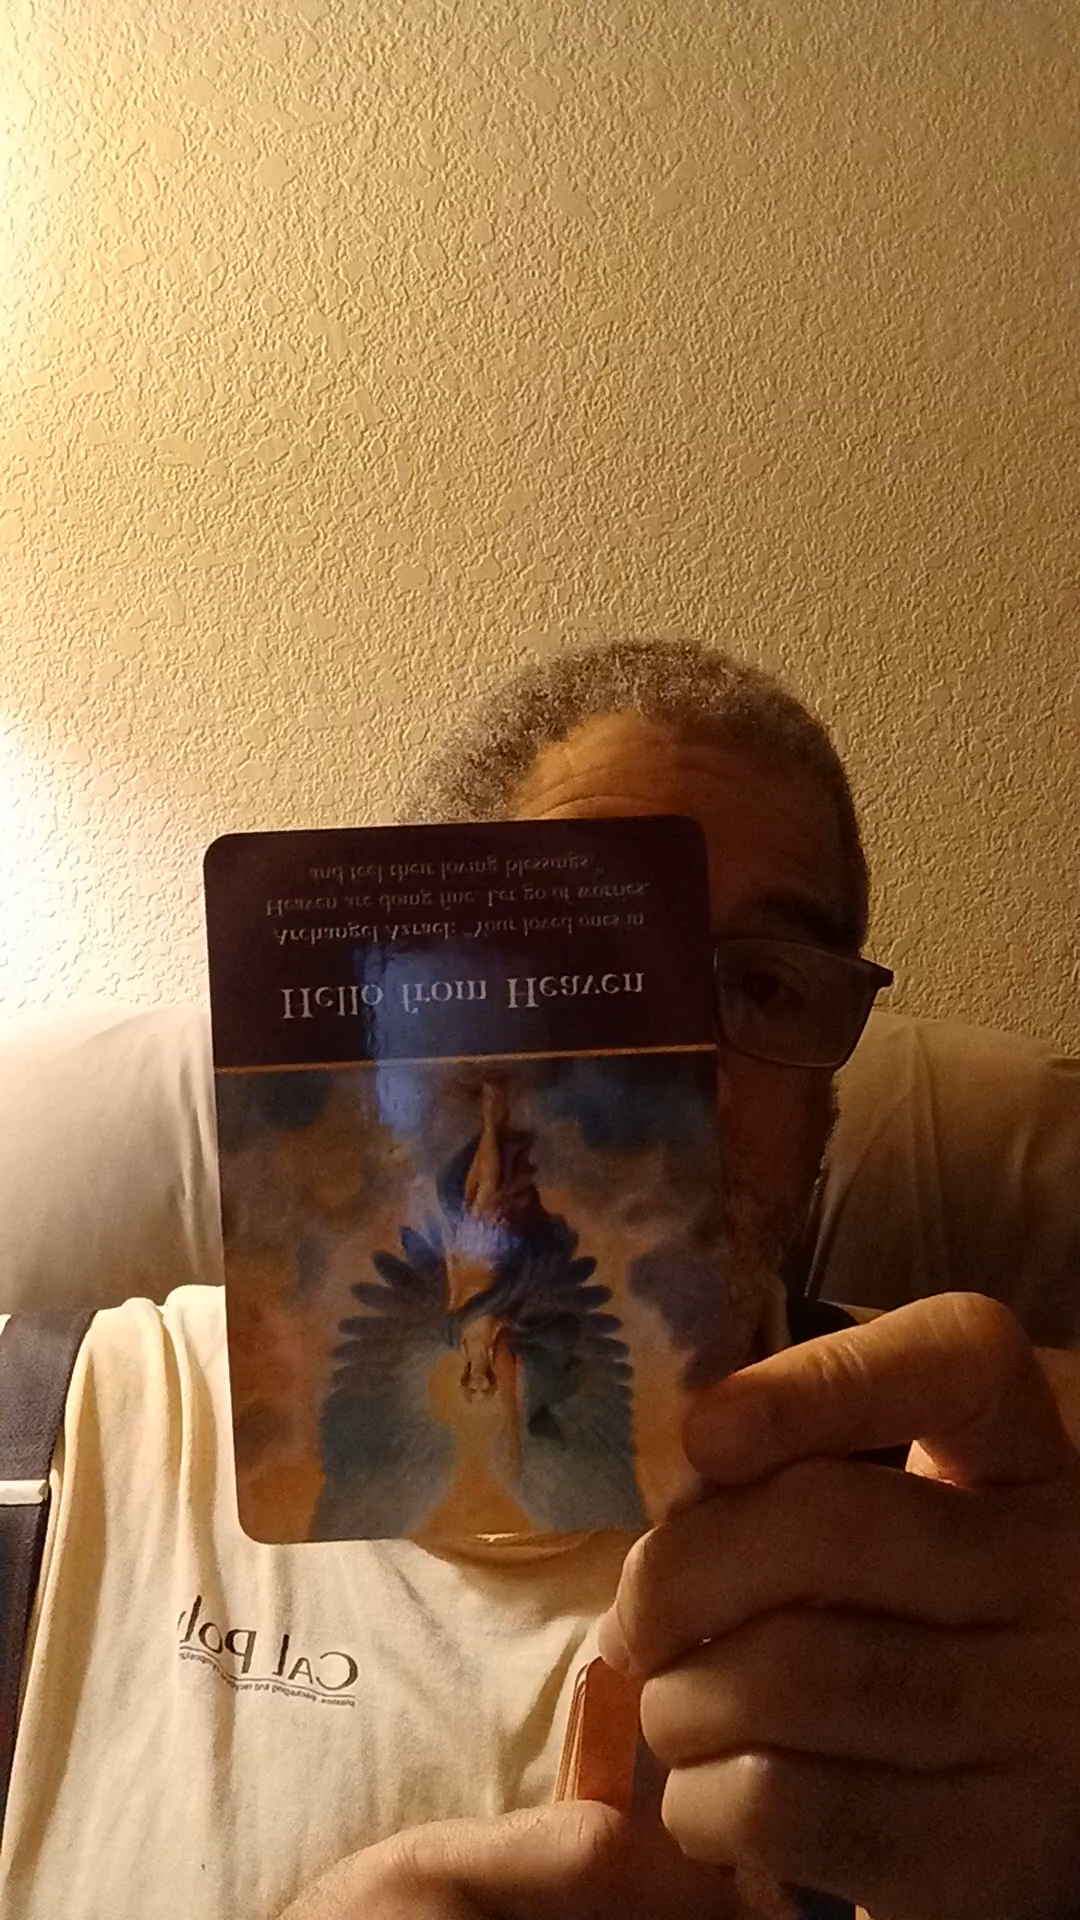 Hello from Heaven
Archangel Azrael: "Your loved ones in
Heaven are doing fine. Let go of worries,
and feel their loving blessings."
Cal Poly